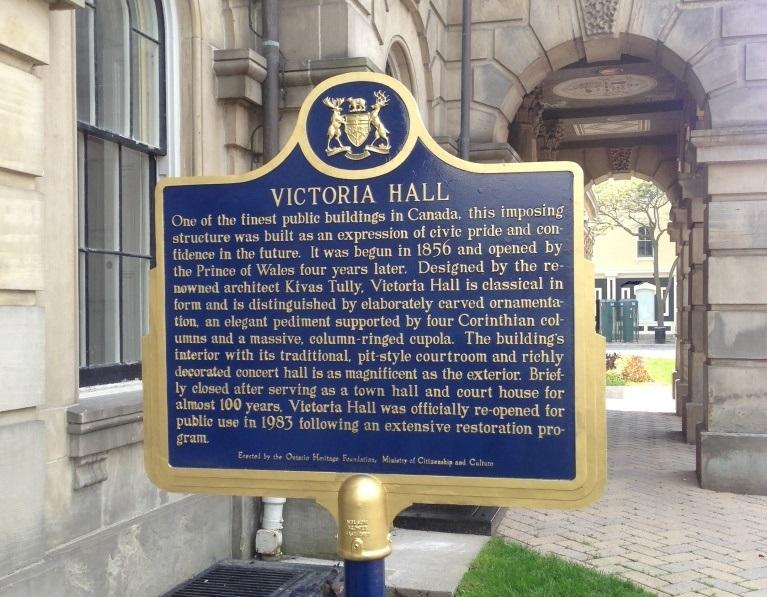 VICTORIA HALL
One of the finest public buildings in Canada, this imposing
structure was built as an expression of civic pride and con-
fidence in the future. It was begun in 1856 and opened by
the Prince of Wales four years later. Designed by the re-
nowned architect Kivas Tully, Victoria Hall is classical in
form and is distinguished by elaborately carved ornamenta-
tion, an elegant pediment supported by four Corinthian col-
umns and a massive, column-ringed cupola. The building's
interior with its traditional, pit-style courtroom and richly
decorated concert hall is as magnificent as the exterior. Brief-
ly closed after serving as a town hall and court house for
almost 100 years, Victoria Hall was officially re-opened for
public use in 1983 following an extensive restoration pro-
gram.
Erected by the Ontario Heritage Foundation, Ministry of Citizenship and Culture